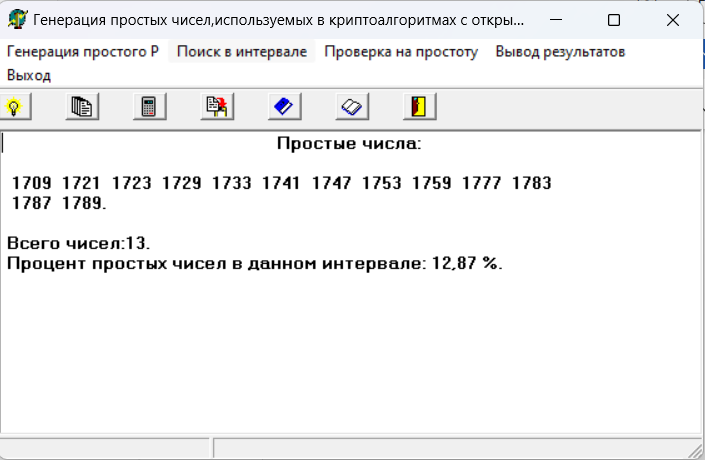 Генерация простых чисел,используемых в криптоалгоритмах с откры...
Генерация простого P Поиск в интервале Проверка на простоту Вывод результатов
Выход
Простые числа:
1709 1721 1723 1729 1733 1741 1747 1753 1759 1777 1783
1787 1789.
Всего чисел:13.
Процент простых чисел в данном интервале: 12,87 %.